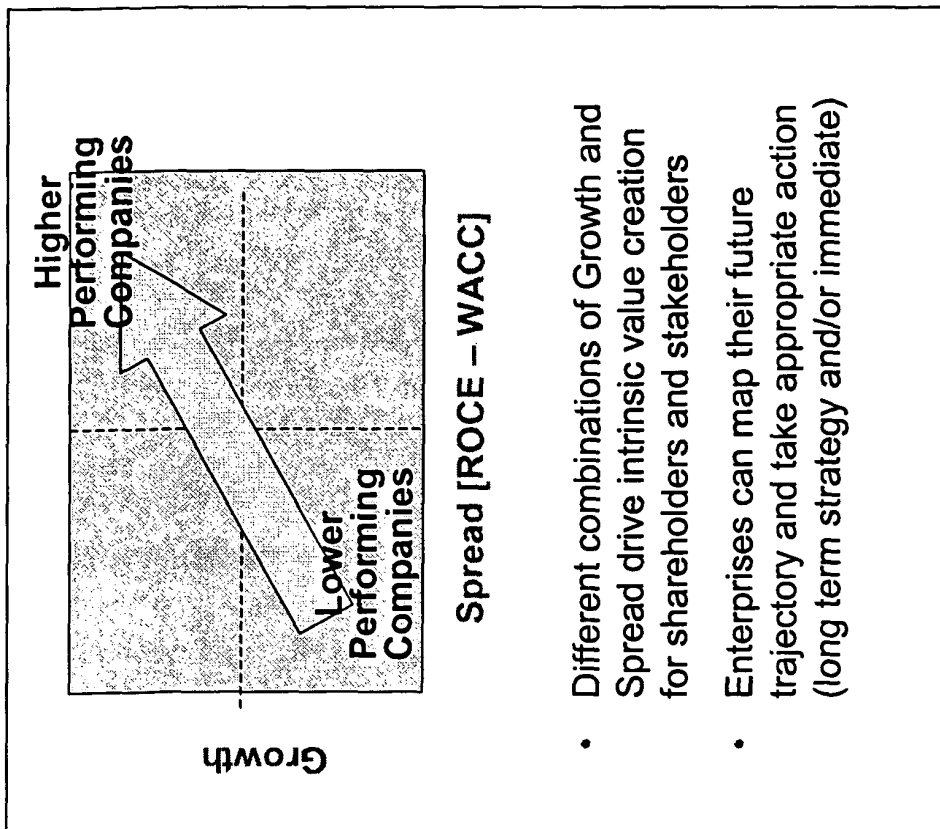 Higher
Performing
Companies
Growth
Lower
Performing
Companies
Spread [ROCE – WACC]
• Different combinations of Growth and
Spread drive intrinsic value creation
for shareholders and stakeholders
• Enterprises can map their future
trajectory and take appropriate action
(long term strategy and/or immediate)